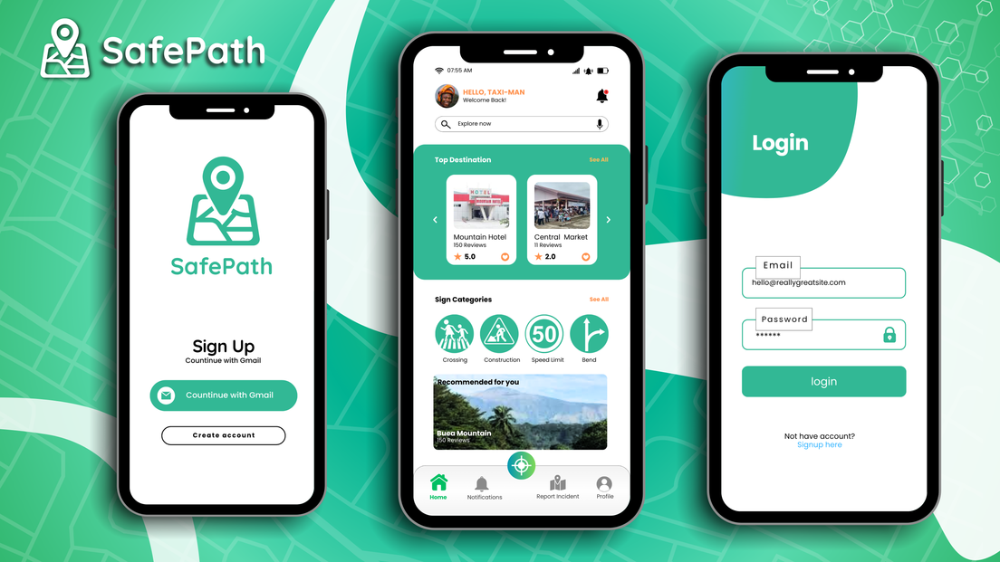 SafePath
SafePath
Sign Up
Countinue with Gmail
Countinue with Gmail
Create account
07:55 AM
HELLO, TAXI-MAN
Welcome Back!
Explore now
Top Destination
See All
HOTEL
MOUNTAIN HOTEL
Mountain Hotel
150 Reviews
5.0
Central Market
11 Reviews
2.0
Sign Categories
See All
50
Crossing
Construction
Speed Limit
Bend
Recommended for you
Buea Mountain
150 Reviews
Home
Notifications
Report Incident
Profile
Login
Email
hello@reallygreatsite.com
Password
******
login
Not have account?
Signup here